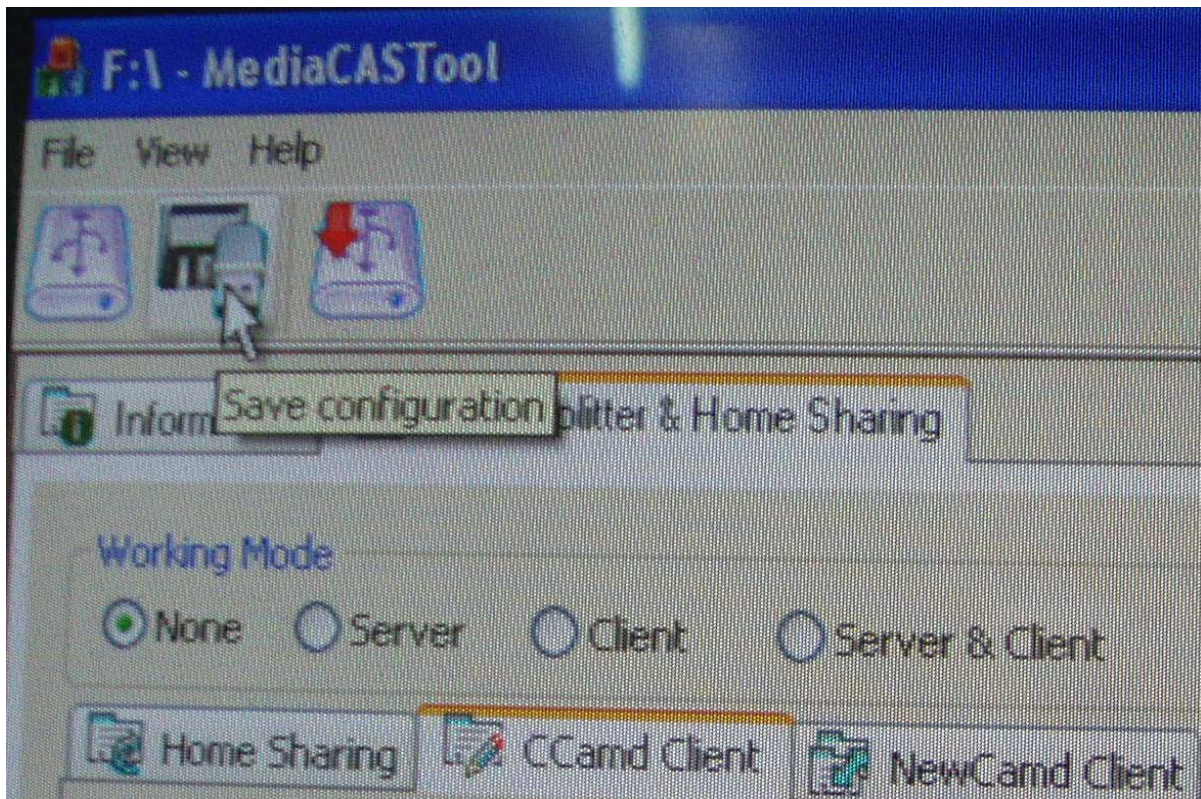 F:\ - MediaCASTool
File View Help
Save configuration
Inform plitter & Home Sharing
Working Mode
None Server Client Server & Client
Home Sharing CCamd Client NewCamd Client